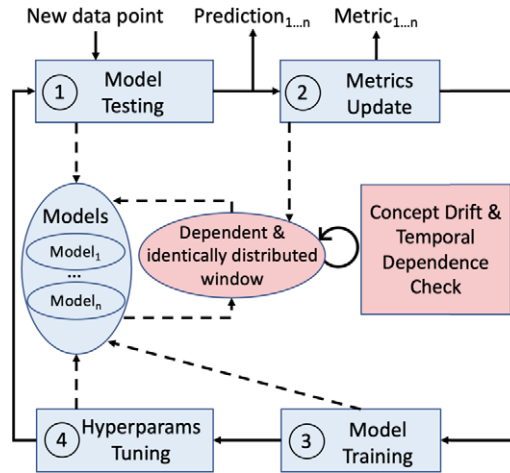 New data point
Prediction1...n
Metric1...n
1
Model
Testing
2
Metrics
Update
Models
Model1
...
Modeln
Dependent &
identically distributed
window
Concept Drift &
Temporal
Dependence
Check
4
Hyperparams
Tuning
3
Model
Training